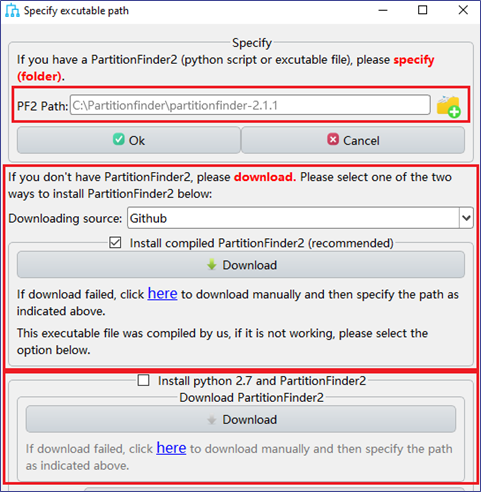 Specify excutable path
Specify
If you have a PartitionFinder2 (python script or excutable file), please specify
(folder).
PF2 Path: C:\Partitionfinder\partitionfinder-2.1.1
Ok Cancel
If you don't have PartitionFinder2, please download. Please select one of the two
ways to install PartitionFinder2 below:
Downloading source: Github
Install compiled PartitionFinder2 (recommended)
Download
If download failed, click here to download manually and then specify the path as
indicated above.
This executable file was compiled by us, if it is not working, please select the
option below.
Install python 2.7 and PartitionFinder2
Download PartitionFinder2
Download
If download failed, click here to download manually and then specify the path
as indicated above.